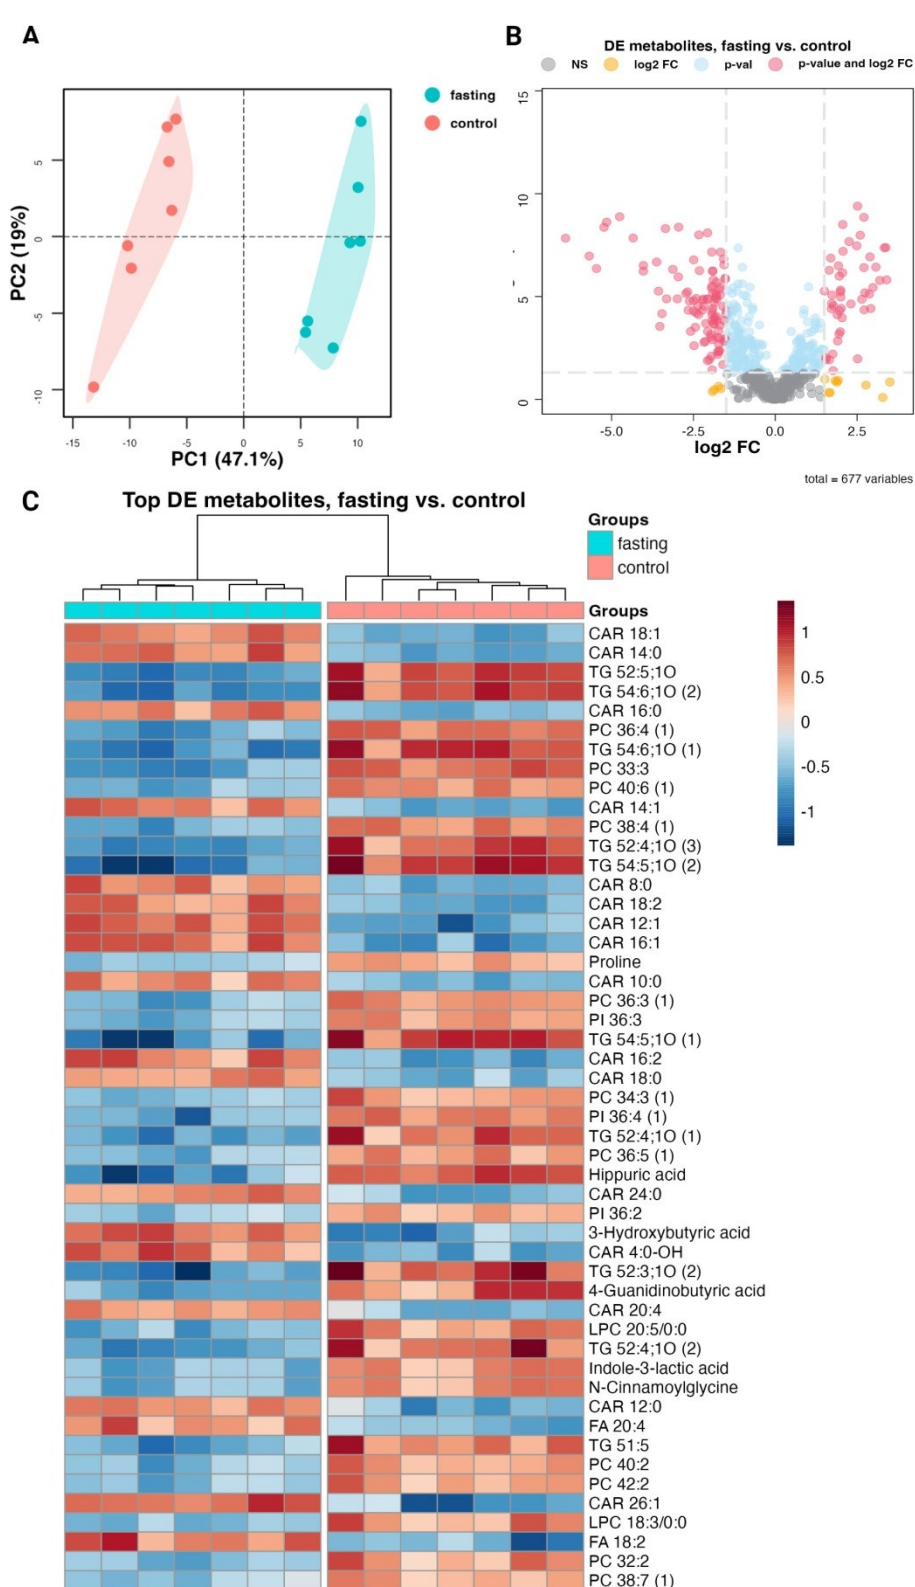 A
B
DE metabolites, fasting vs. control
NS log2 FC p-val p-value and log2 FC
fasting
control
PC2 (19%)
5
0
-5
-10
-15 -10 -5 0 5 10
PC1 (47.1%)
15
10
5
0
-5.0 -2.5 0.0 2.5
log2 FC
total = 677 variables
C
Top DE metabolites, fasting vs. control
Groups
fasting
control
Groups
1
0.5
0
-0.5
-1
CAR 18:1
CAR 14:0
TG 52:5;1O
TG 54:6;1O (2)
CAR 16:0
PC 36:4 (1)
TG 54:6;1O (1)
PC 33:3
PC 40:6 (1)
CAR 14:1
PC 38:4 (1)
TG 52:4;1O (3)
TG 54:5;1O (2)
CAR 8:0
CAR 18:2
CAR 12:1
CAR 16:1
Proline
CAR 10:0
PC 36:3 (1)
PI 36:3
TG 54:5;1O (1)
CAR 16:2
CAR 18:0
PC 34:3 (1)
PI 36:4 (1)
TG 52:4;1O (1)
PC 36:5 (1)
Hippuric acid
CAR 24:0
PI 36:2
3-Hydroxybutyric acid
CAR 4:0-OH
TG 52:3;1O (2)
4-Guanidinobutyric acid
CAR 20:4
LPC 20:5/0:0
TG 52:4;1O (2)
Indole-3-lactic acid
N-Cinnamoylglycine
CAR 12:0
FA 20:4
TG 51:5
PC 40:2
PC 42:2
CAR 26:1
LPC 18:3/0:0
FA 18:2
PC 32:2
PC 38:7 (1)